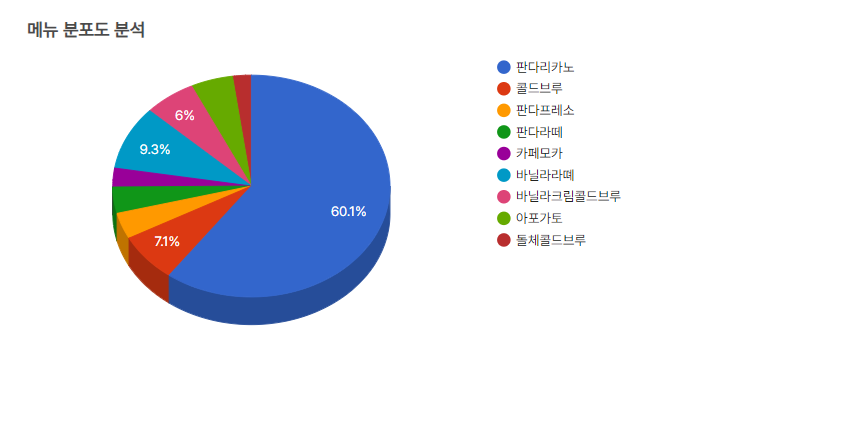 메뉴 분포도 분석
판다리카노
콜드브루
판다프레소
판다라떼
카페모카
바닐라라떼
바닐라크림콜드브루
아포가토
돌체콜드브루
6%
9.3%
60.1%
7.1%